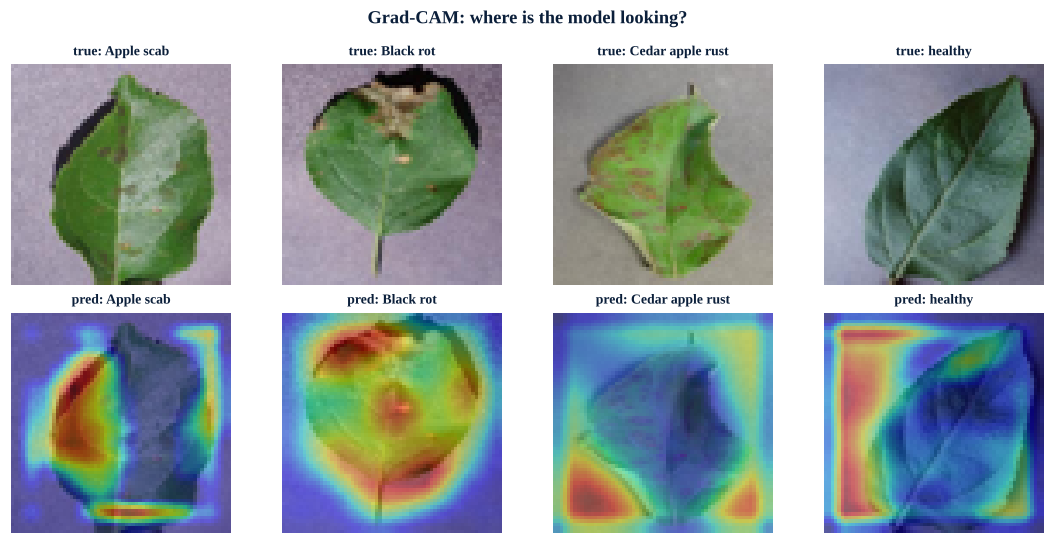 Grad-CAM: where is the model looking?
true: Apple scab
true: Black rot
true: Cedar apple rust
true: healthy
pred: Apple scab
pred: Black rot
pred: Cedar apple rust
pred: healthy